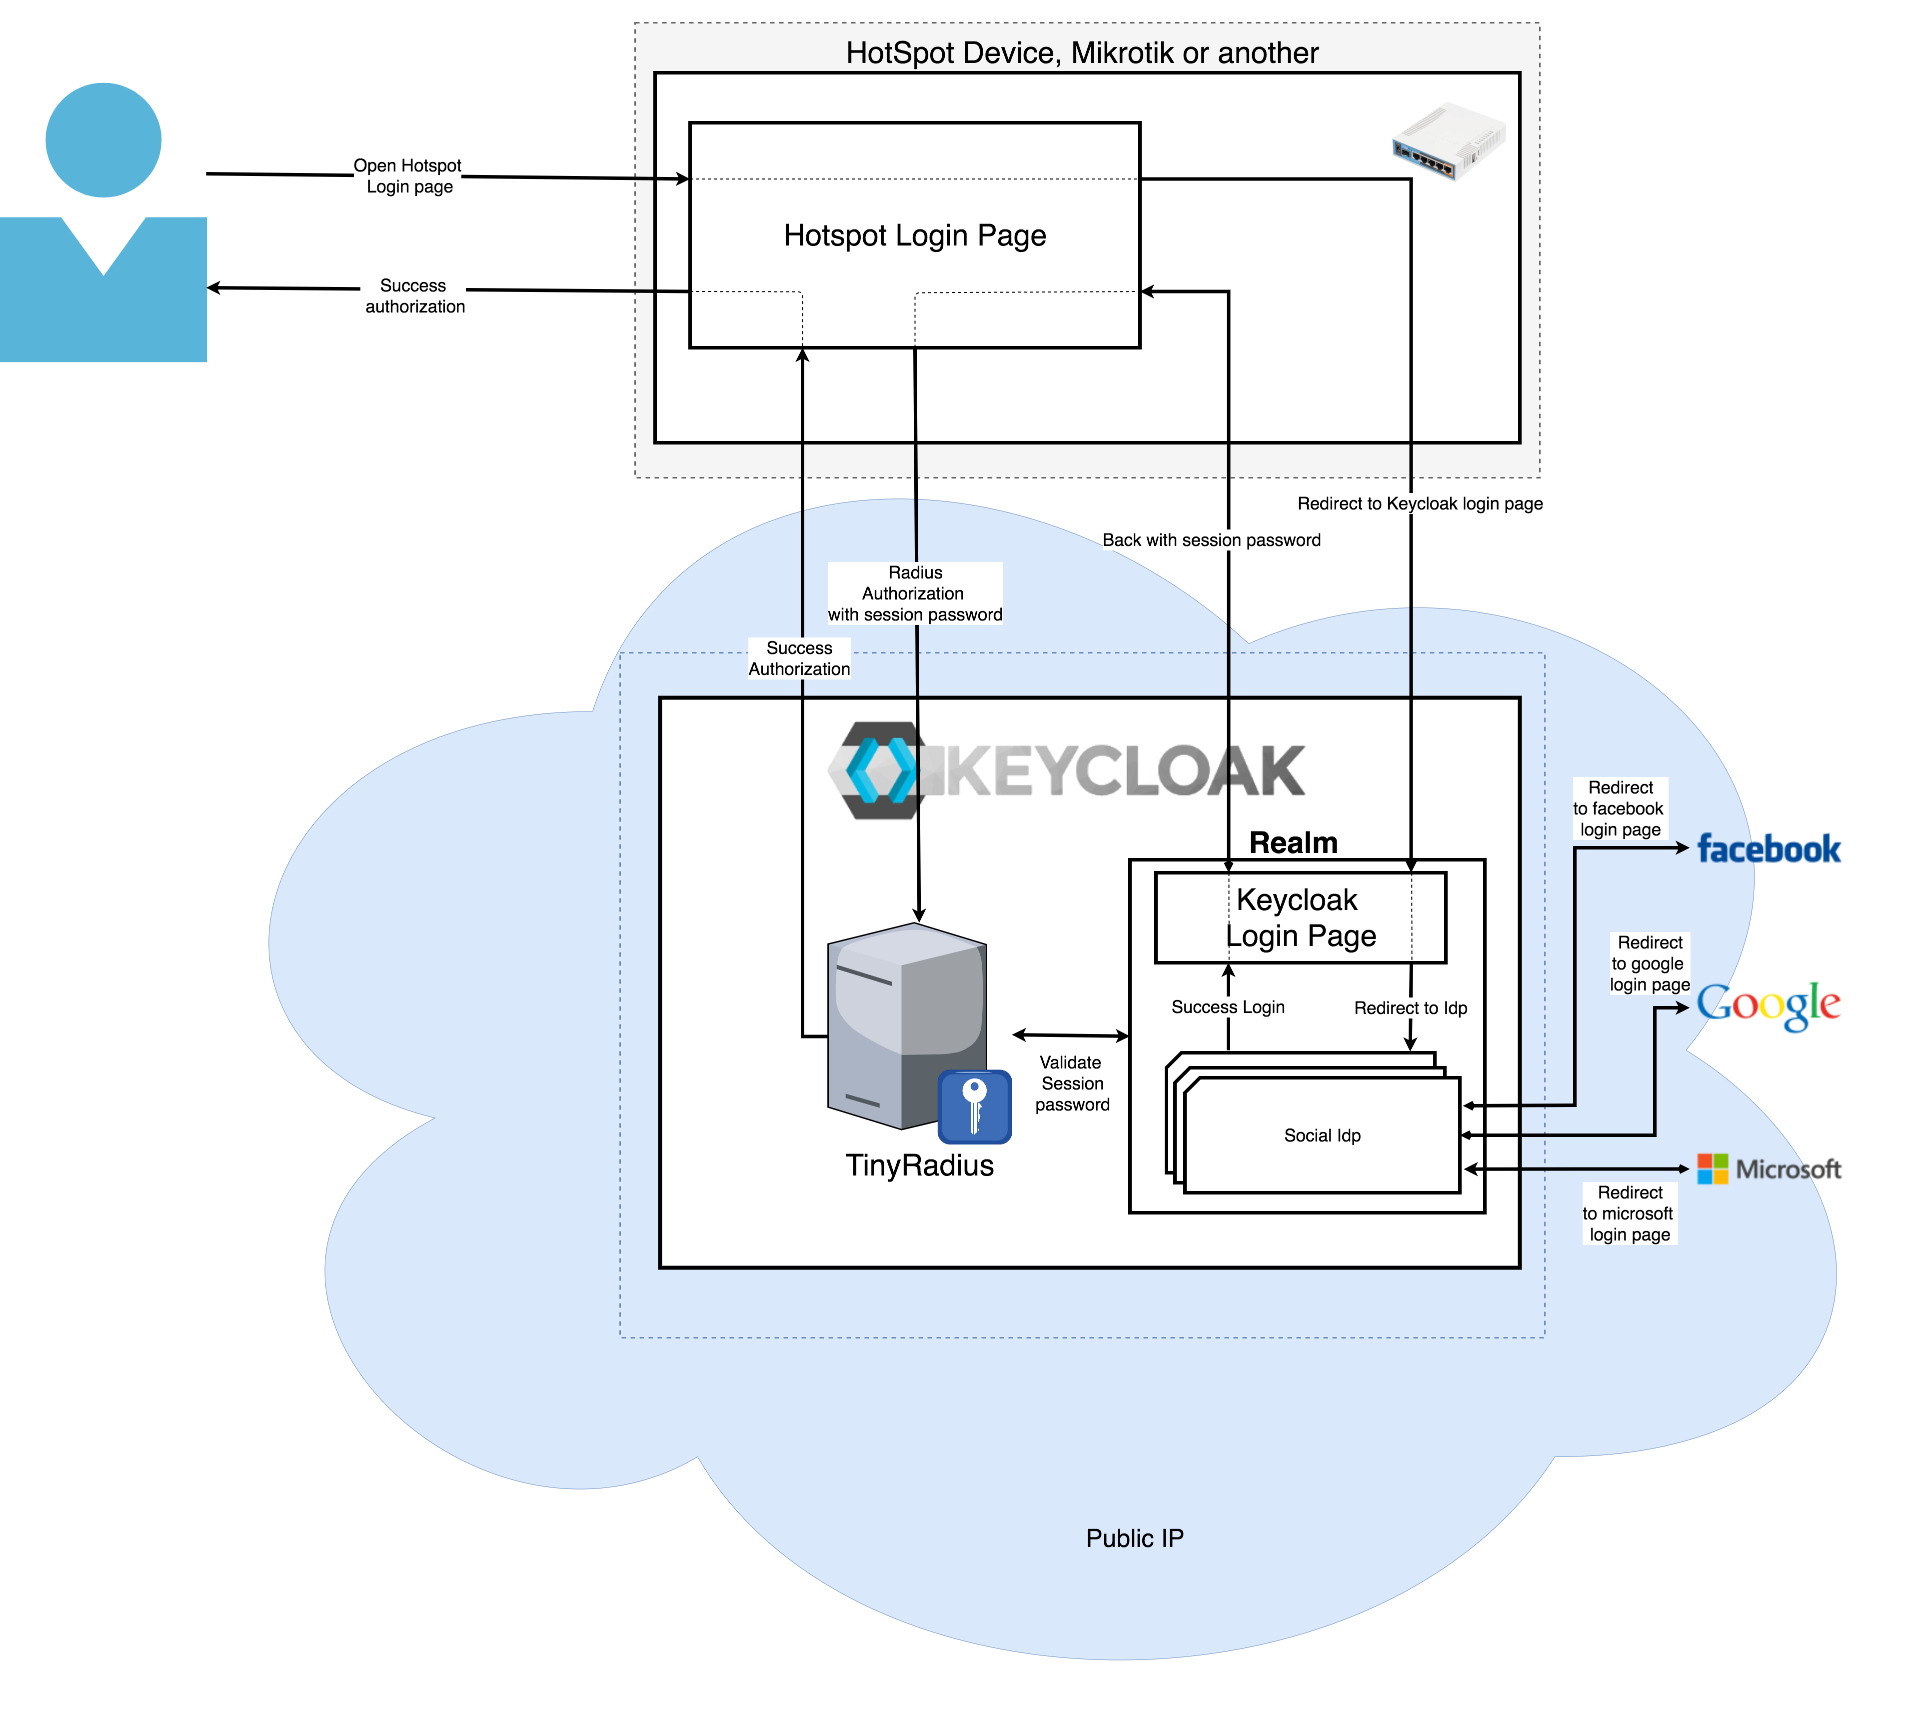 HotSpot Device, Mikrotik or another
Open Hotspot
Login page
Hotspot Login Page
Success
authorization
Redirect to Keycloak login page
Back with session password
Radius
Authorization
with session password
Success
Authorization
KEYCLOAK
Realm
Keycloak
Login Page
Success Login
Redirect to Idp
Validate
Session
password
Social Idp
TinyRadius
Redirect
to facebook
login page
facebook
Redirect
to google
login page
Google
Microsoft
Redirect
to microsoft
login page
Public IP